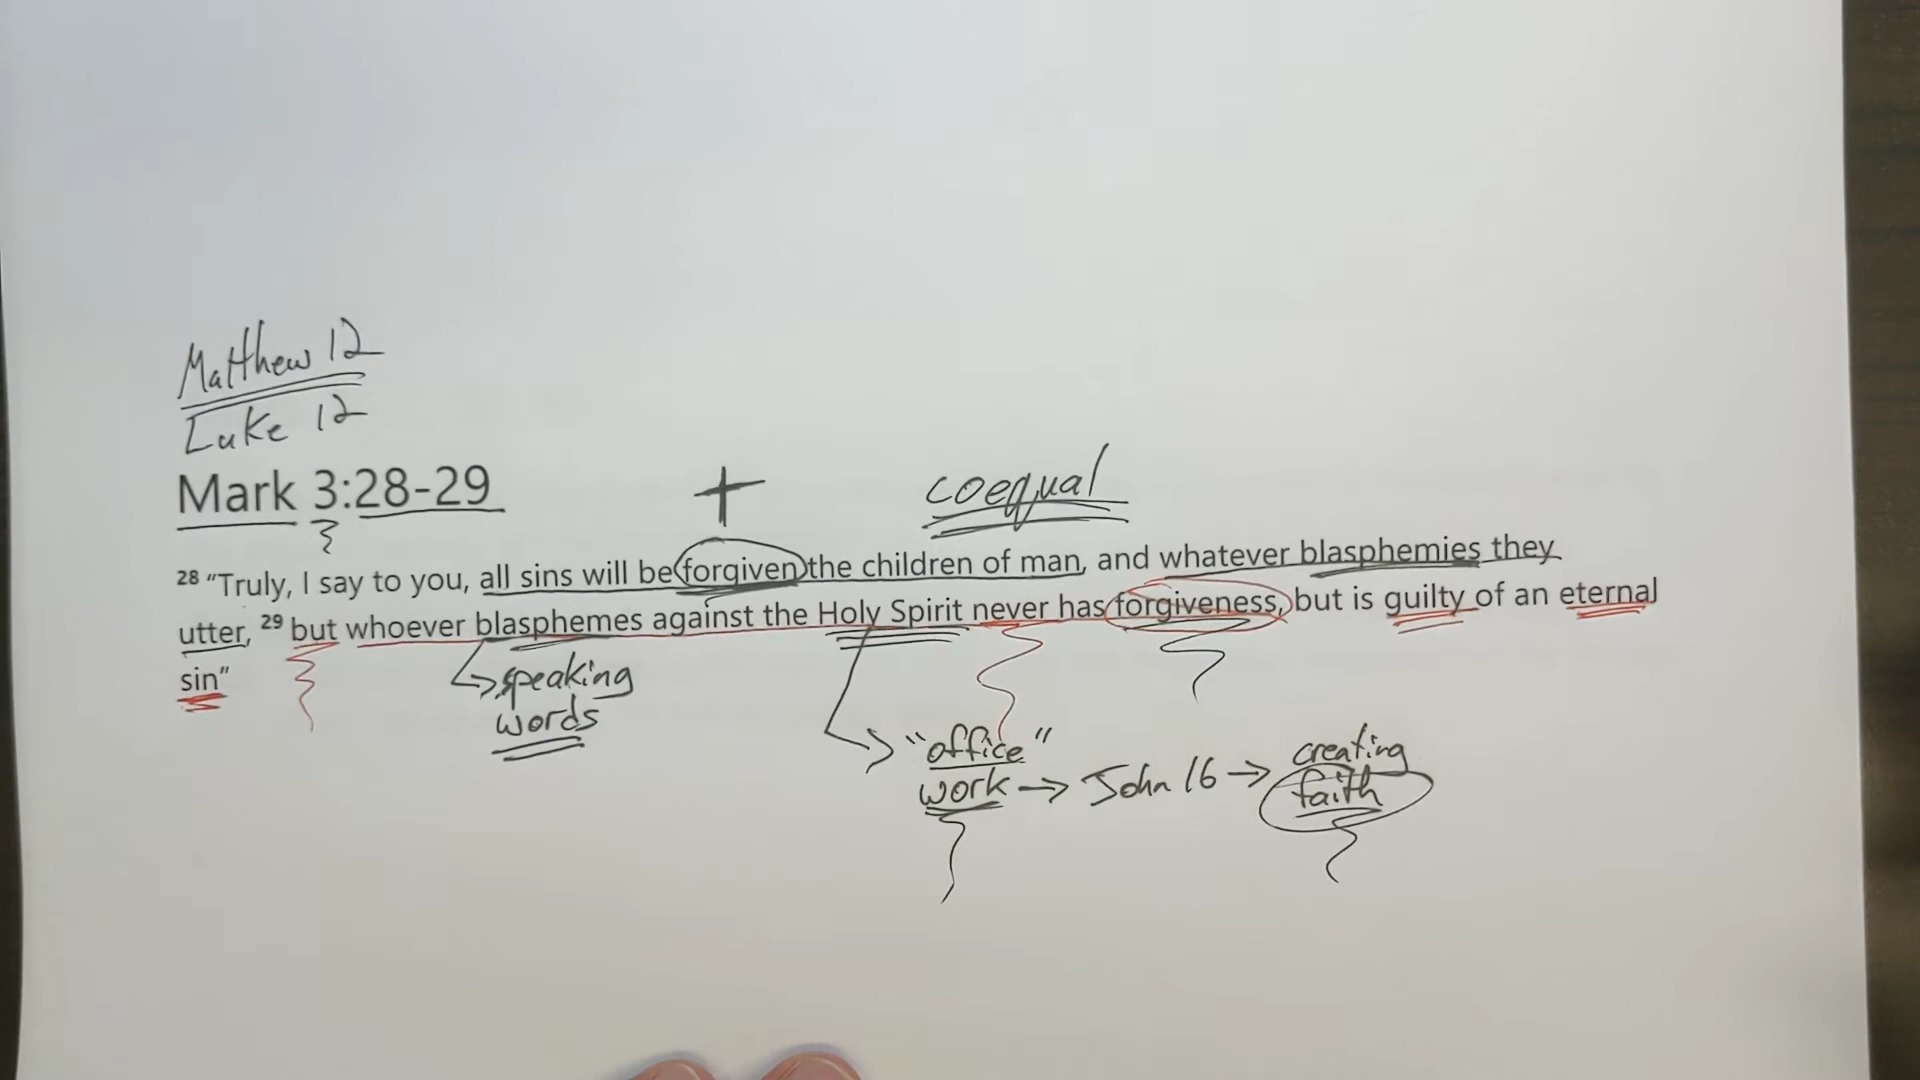 Matthew 12
Luke 12
Mark 3:28-29
+
coequal
28 "Truly, I say to you, all sins will be forgiven the children of man, and whatever blasphemies they
utter, 29 but whoever blasphemes against the Holy Spirit never has forgiveness, but is guilty of an eternal
sin"
speaking
words
"office"
work → John 16 → creating
faith